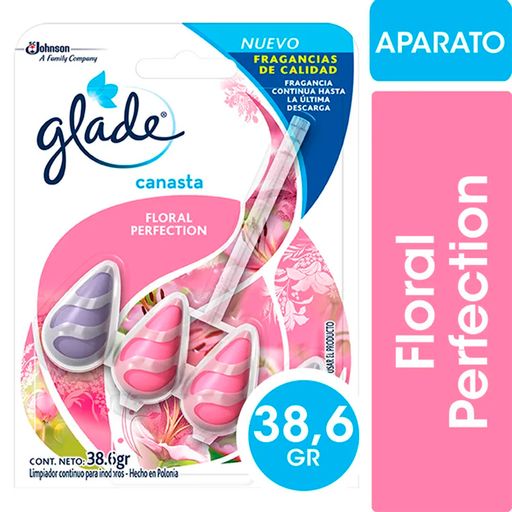 SC Johnson
A Family Company
glade
canasta
FLORAL
PERFECTION
NUEVO
FRAGANCIAS
DE CALIDAD
FRAGANCIA
CONTINUA HASTA
LA ÚLTIMA
DESCARGA
USAR EL PRODUCTO
CONT. NETO: 38.6gr
Limpiador continuo para inodoros - Hecho en Polonia
38,6
GR
APARATO
Floral
Perfection